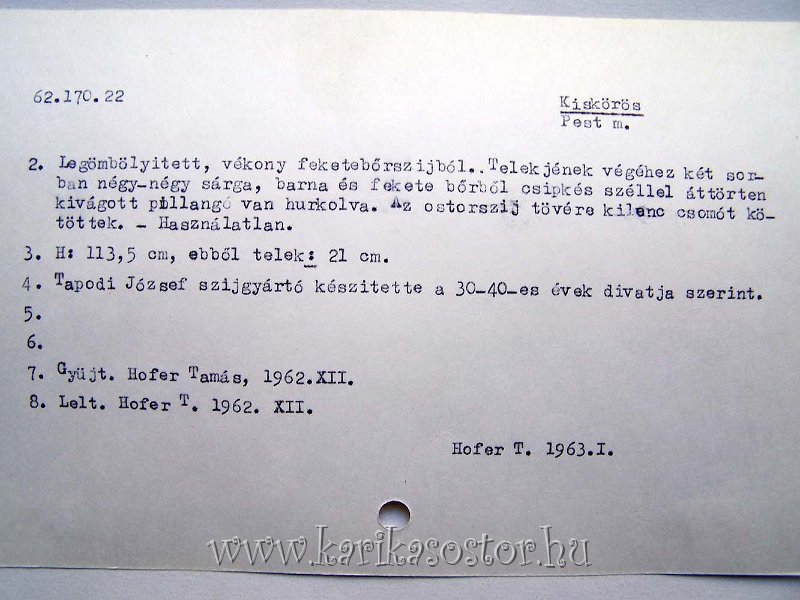 62.170.22
Kiskörös
Pest m.
2. Legömbölyitett, vékony feketebőrszijból..Telekjének végéhez két sor-
ban négy-négy sárga, barna és fekete bőrből csipkés széllel áttörten
kivágott pillangó van hurkolva. Az ostorszij tövére kilenc csomót kö-
töttek. - Használatlan.
3. H: 113,5 cm, ebből telek: 21 cm.
4. Tapodi József szijgyártó készitette a 30-40-es évek divatja szerint.
5.
6.
7. Gyüjt. Hofer Tamás, 1962.XII.
8. Lelt. Hofer T. 1962. XII.
Hofer T. 1963.I.
www.karikasostor.hu